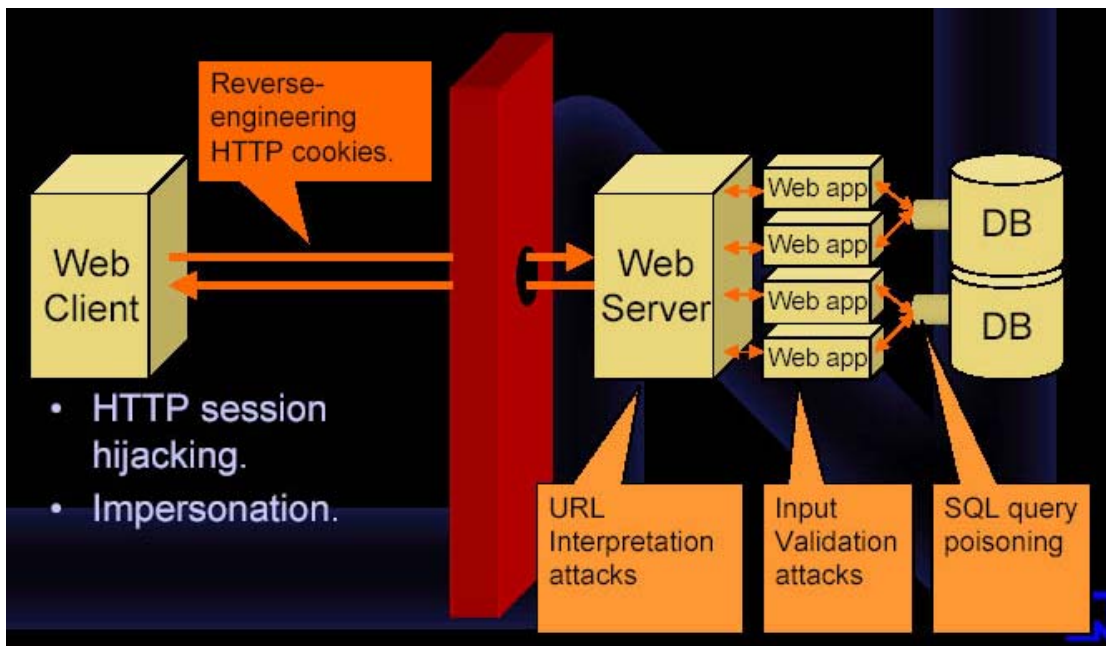 Reverse-
engineering
HTTP cookies.
Web
Client
Web
Server
Web app
Web app
Web app
Web app
DB
DB
• HTTP session
hijacking.
• Impersonation.
URL
Interpretation
attacks
Input
Validation
attacks
SQL query
poisoning